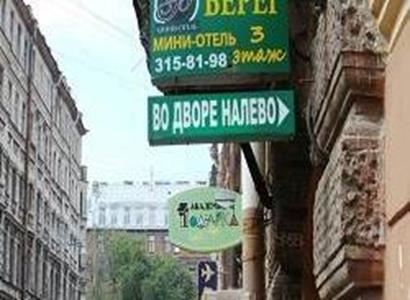 БЕРЕГ
МИНИ-ОТЕЛЬ 3
315-81-98 этаж
ВО ДВОРЕ НАЛЕВО